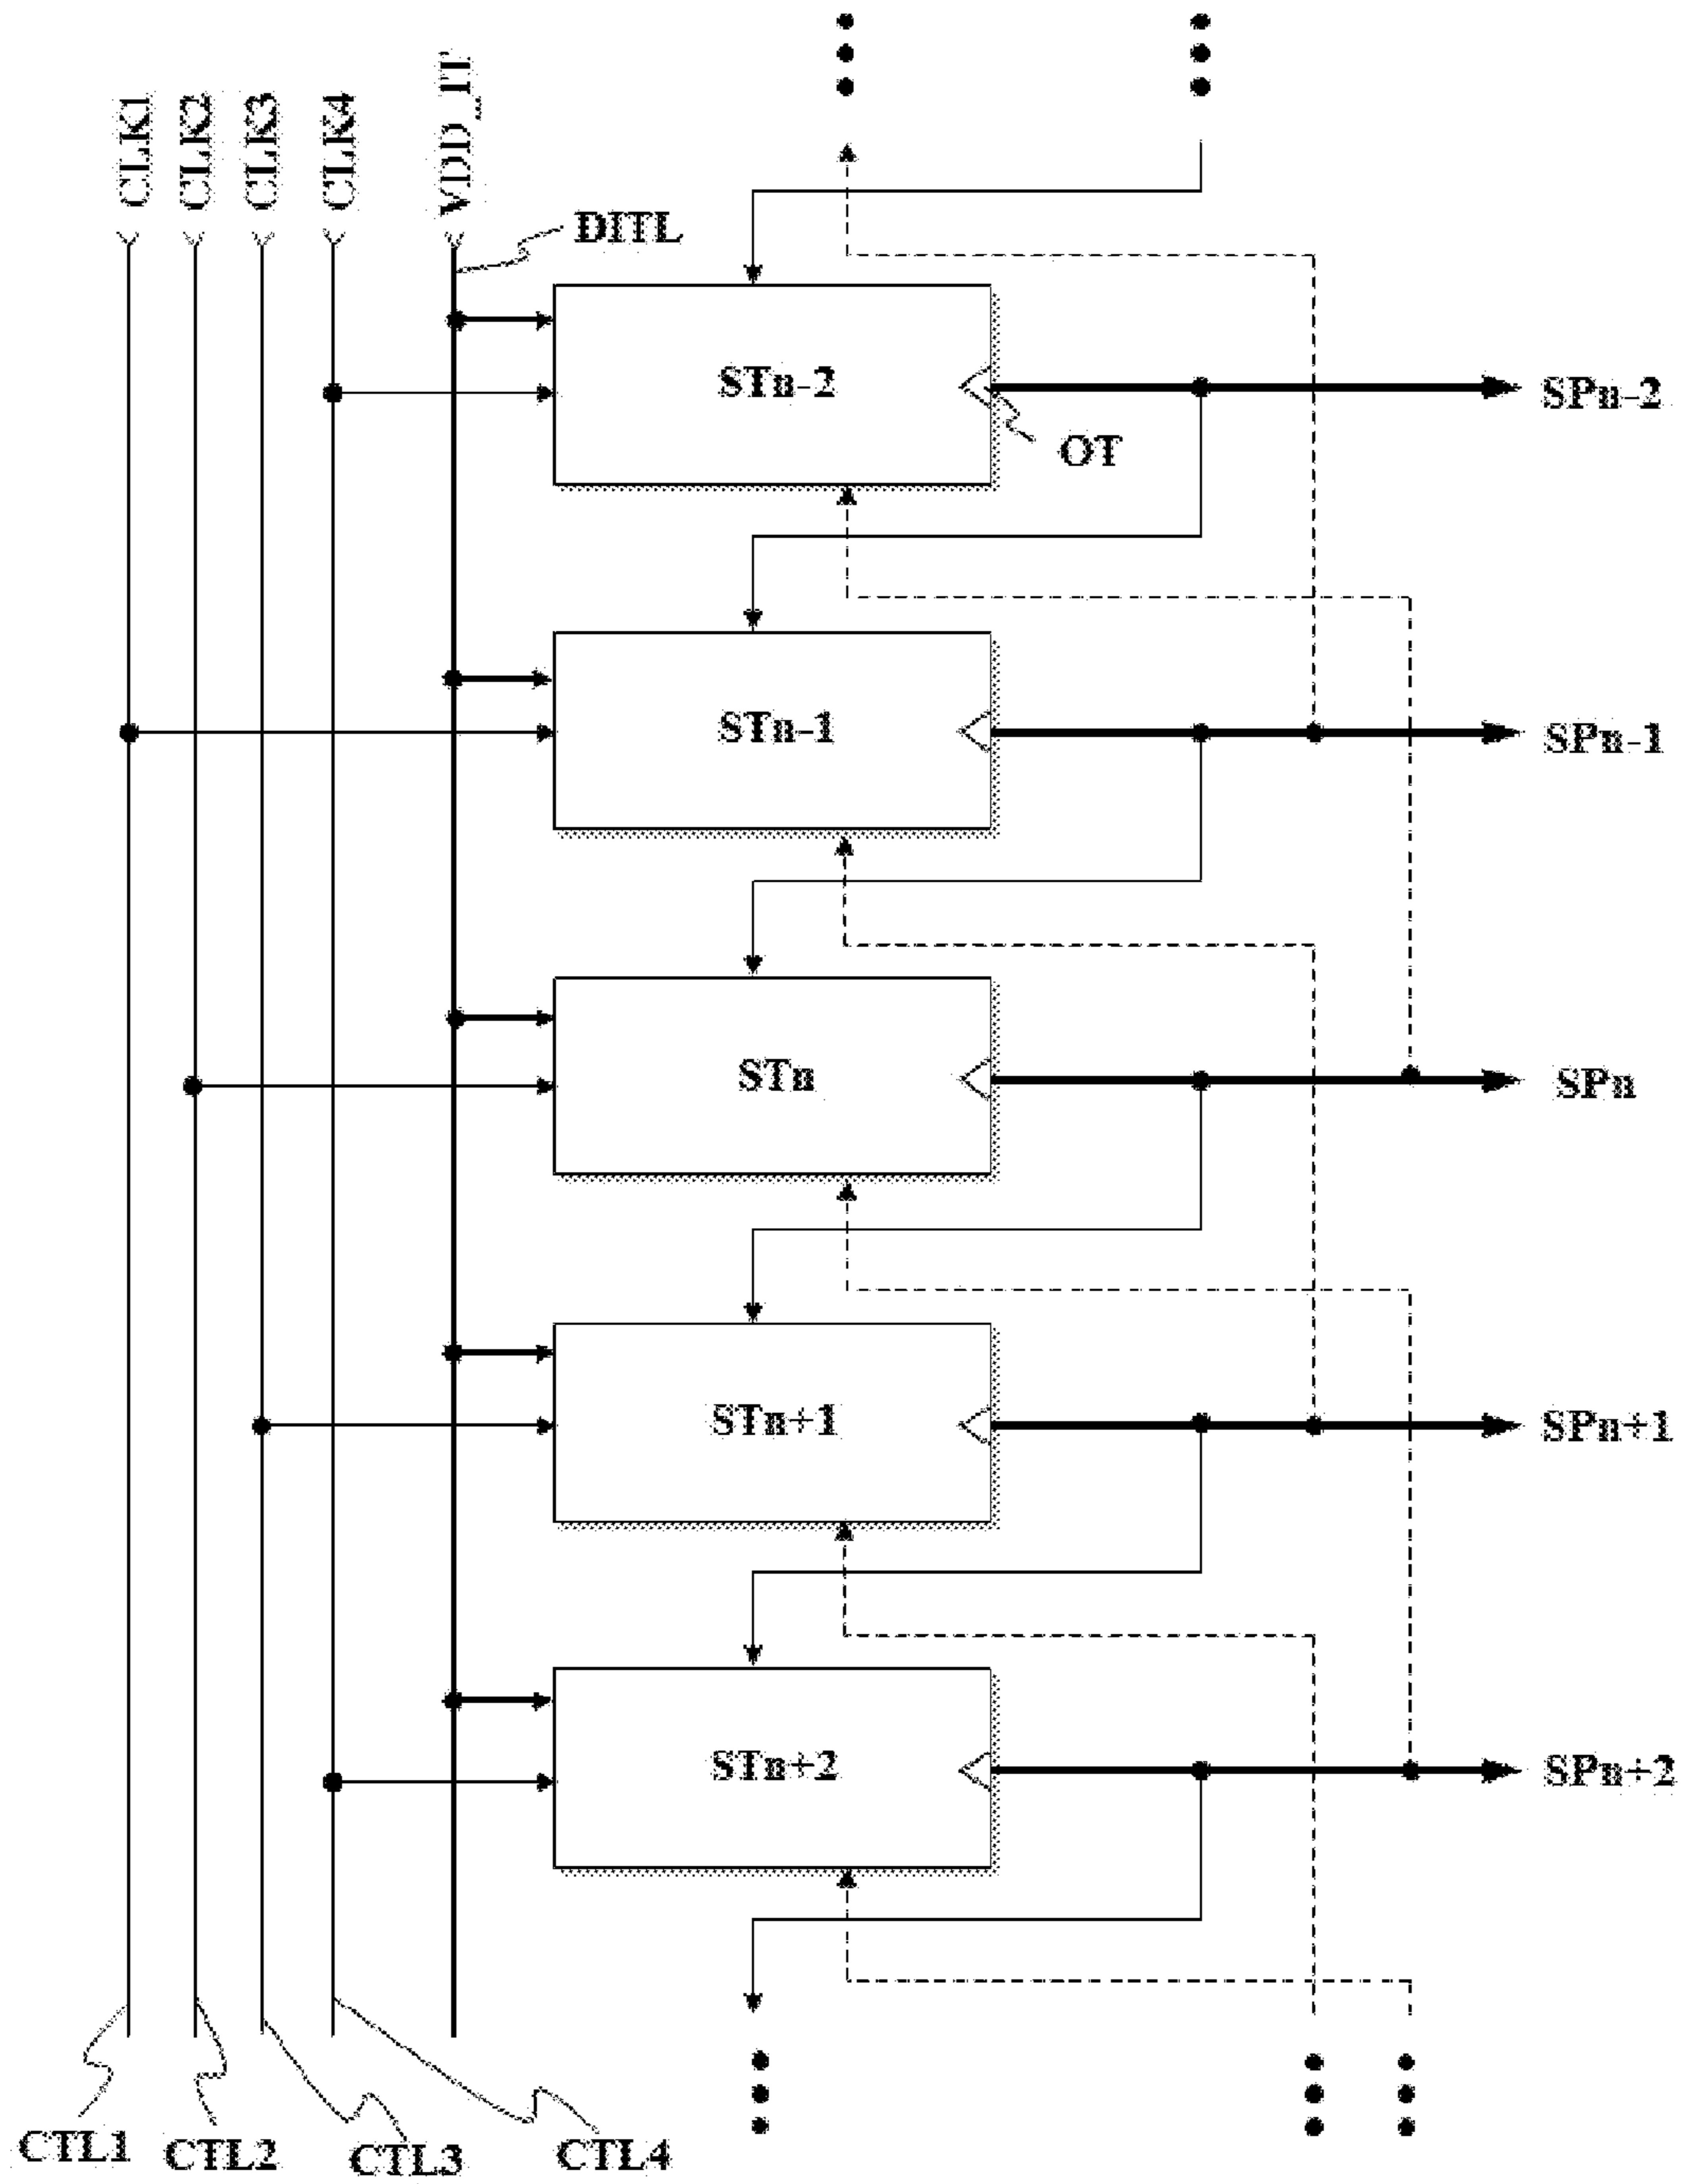 CLK1
CLK2
CLK3
CLK4
VDD_IT
DITL
STn-2
SPn-2
OT
STn-1
SPn-1
STn
SPn
STn+1
SPn+1
STn+2
SPn+2
CTL1
CTL2
CTL3
CTL4